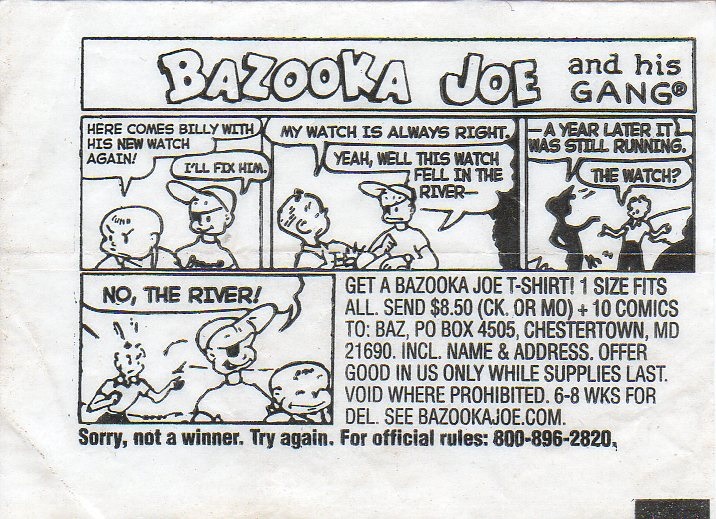 BAZOOKA JOE and his GANG®
HERE COMES BILLY WITH
HIS NEW WATCH
AGAIN!
I'LL FIX HIM.
MY WATCH IS ALWAYS RIGHT.
YEAH, WELL THIS WATCH
FELL IN THE
RIVER—
—A YEAR LATER IT
WAS STILL RUNNING.
THE WATCH?
NO, THE RIVER!
GET A BAZOOKA JOE T-SHIRT! 1 SIZE FITS
ALL. SEND $8.50 (CK. OR MO) + 10 COMICS
TO: BAZ, PO BOX 4505, CHESTERTOWN, MD
21690. INCL. NAME & ADDRESS. OFFER
GOOD IN US ONLY WHILE SUPPLIES LAST.
VOID WHERE PROHIBITED. 6-8 WKS FOR
DEL. SEE BAZOOKAJOE.COM.
Sorry, not a winner. Try again. For official rules: 800-896-2820.